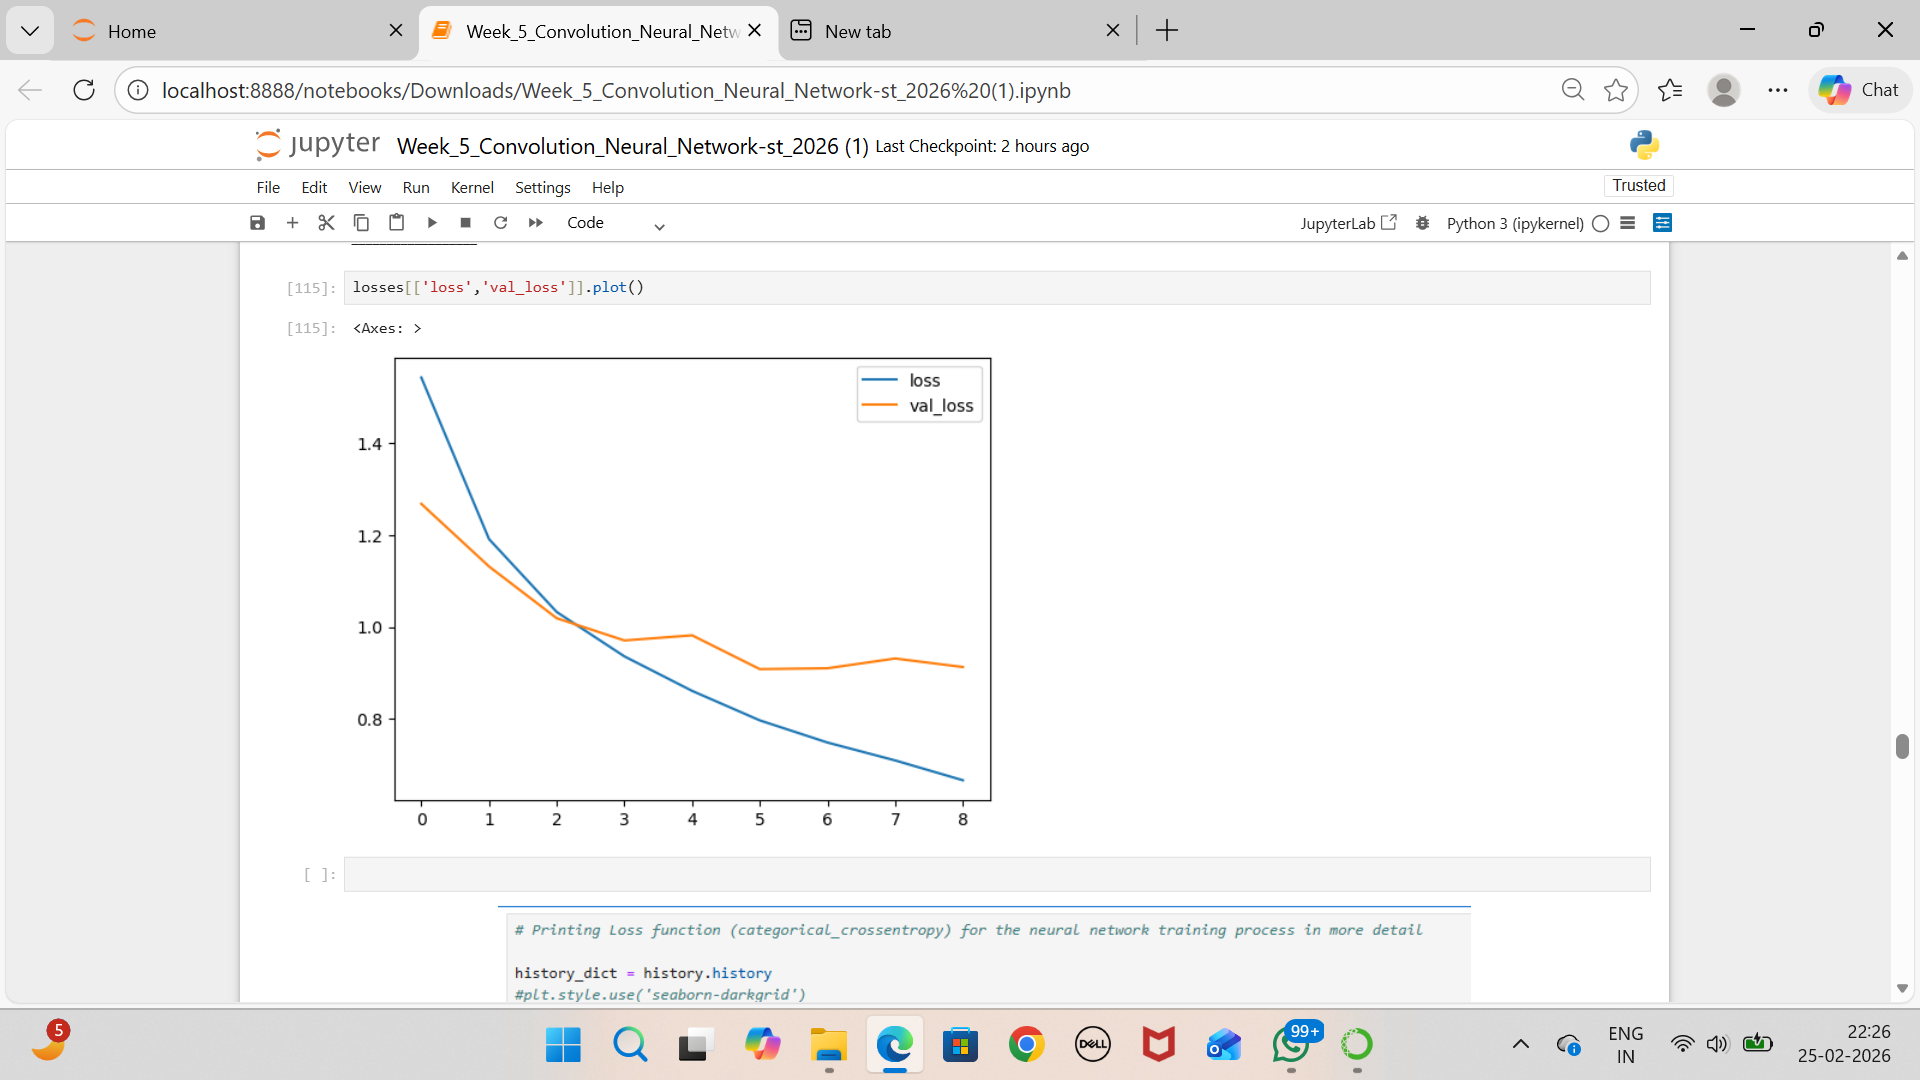 Home
Week_5_Convolution_Neural_Netw
New tab
localhost:8888/notebooks/Downloads/Week_5_Convolution_Neural_Network-st_2026%20(1).ipynb
Chat
jupyter Week_5_Convolution_Neural_Network-st_2026 (1) Last Checkpoint: 2 hours ago
File Edit View Run Kernel Settings Help
Trusted
Code
JupyterLab
Python 3 (ipykernel)
[115]: losses[['loss','val_loss']].plot()
[115]: <Axes: >
loss
val_loss
1.4
1.2
1.0
0.8
0 1 2 3 4 5 6 7 8
[ ]:
# Printing Loss function (categorical_crossentropy) for the neural network training process in more detail
history_dict = history.history
#plt.style.use('seaborn-darkgrid')
5
DELL
99+
ENG
IN
22:26
25-02-2026